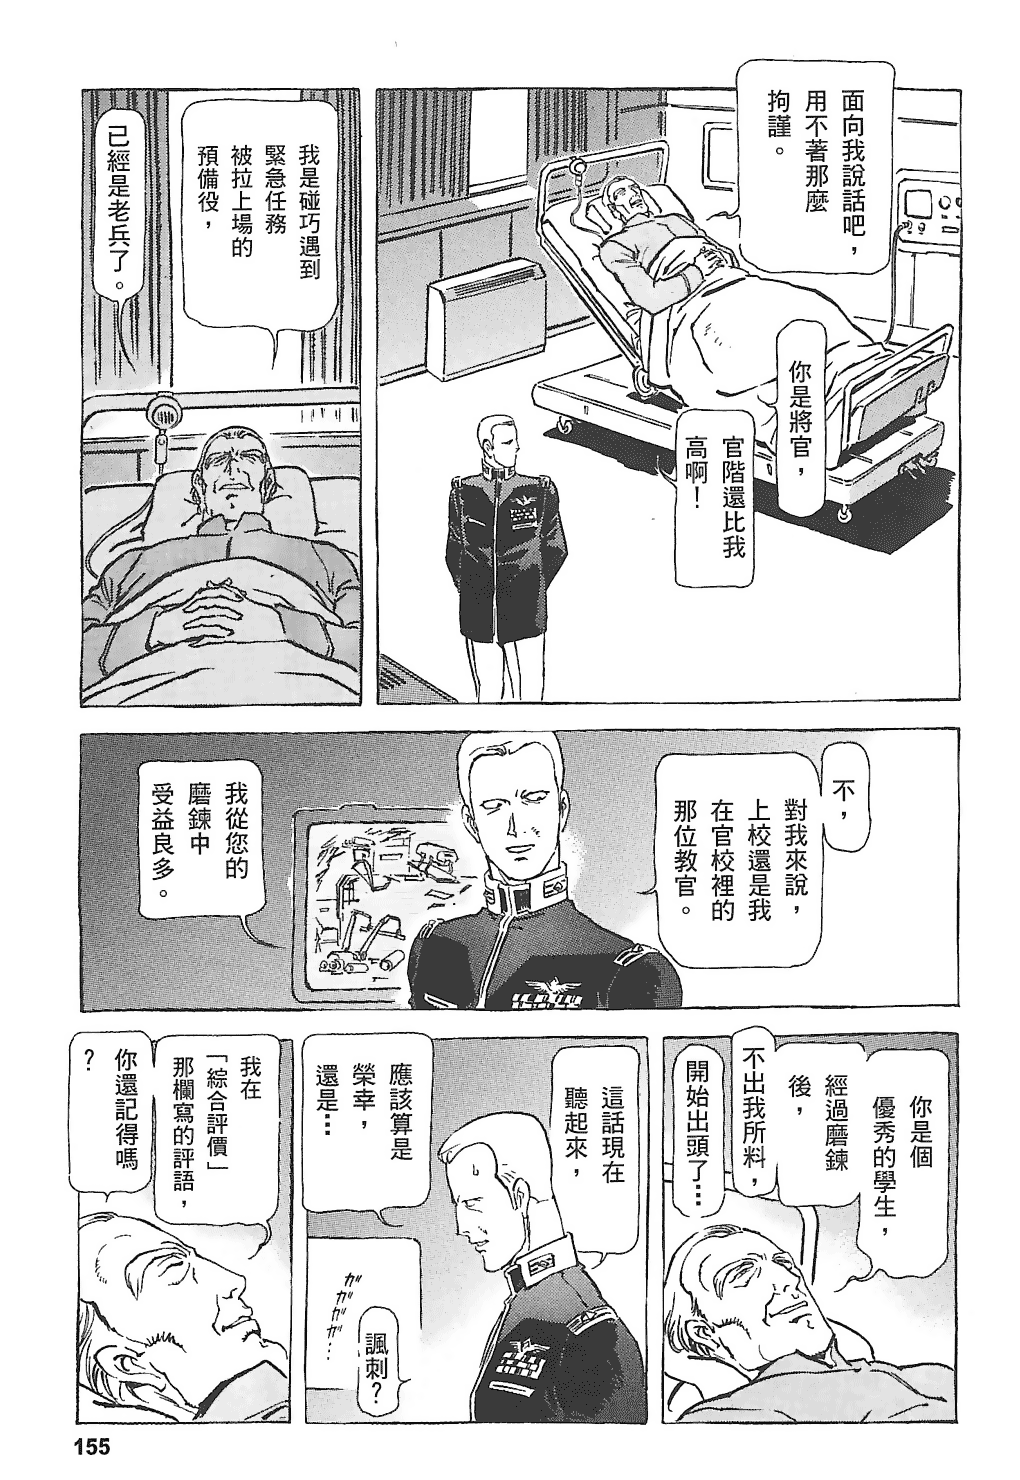 面向我說話吧，
用不著那麼
拘謹。
你是將官，
官階還比我
高啊！
我是碰巧遇到
緊急任務
被拉上場的
預備役，
已經是老兵了。
不，
對我來說，
上校還是我
在官校裡的
那位教官。
我從您的
磨鍊中
受益良多。
你是個
優秀的學生，
經過磨鍊
後，
不出我所料，
開始出頭了…
這話現在
聽起來，
應該算是
榮幸，
還是…
諷刺？
ガガガガ…
我在
「綜合評價」
那欄寫的評語，
你還記得嗎
？
155